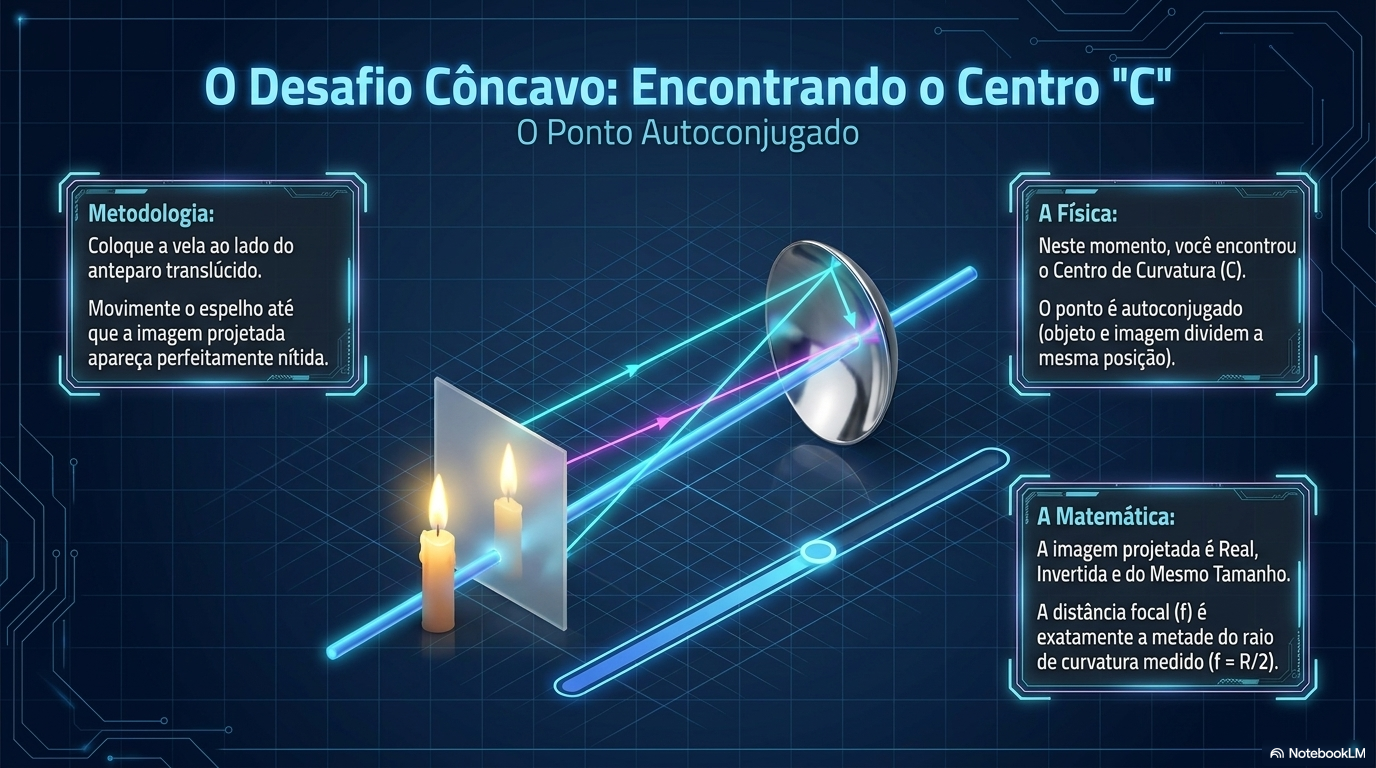 O Desafio Côncavo: Encontrando o Centro "C"
O Ponto Autoconjugado
Metodologia:
Coloque a vela ao lado do
anteparo translúcido.
Movimente o espelho até
que a imagem projetada
apareça perfeitamente nítida.
A Física:
Neste momento, você encontrou
o Centro de Curvatura (C).
O ponto é autoconjugado
(objeto e imagem dividem a
mesma posição).
A Matemática:
A imagem projetada é Real,
Invertida e do Mesmo Tamanho.
A distância focal (f) é
exatamente a metade do raio
de curvatura medido (f = R/2).
NotebookLM